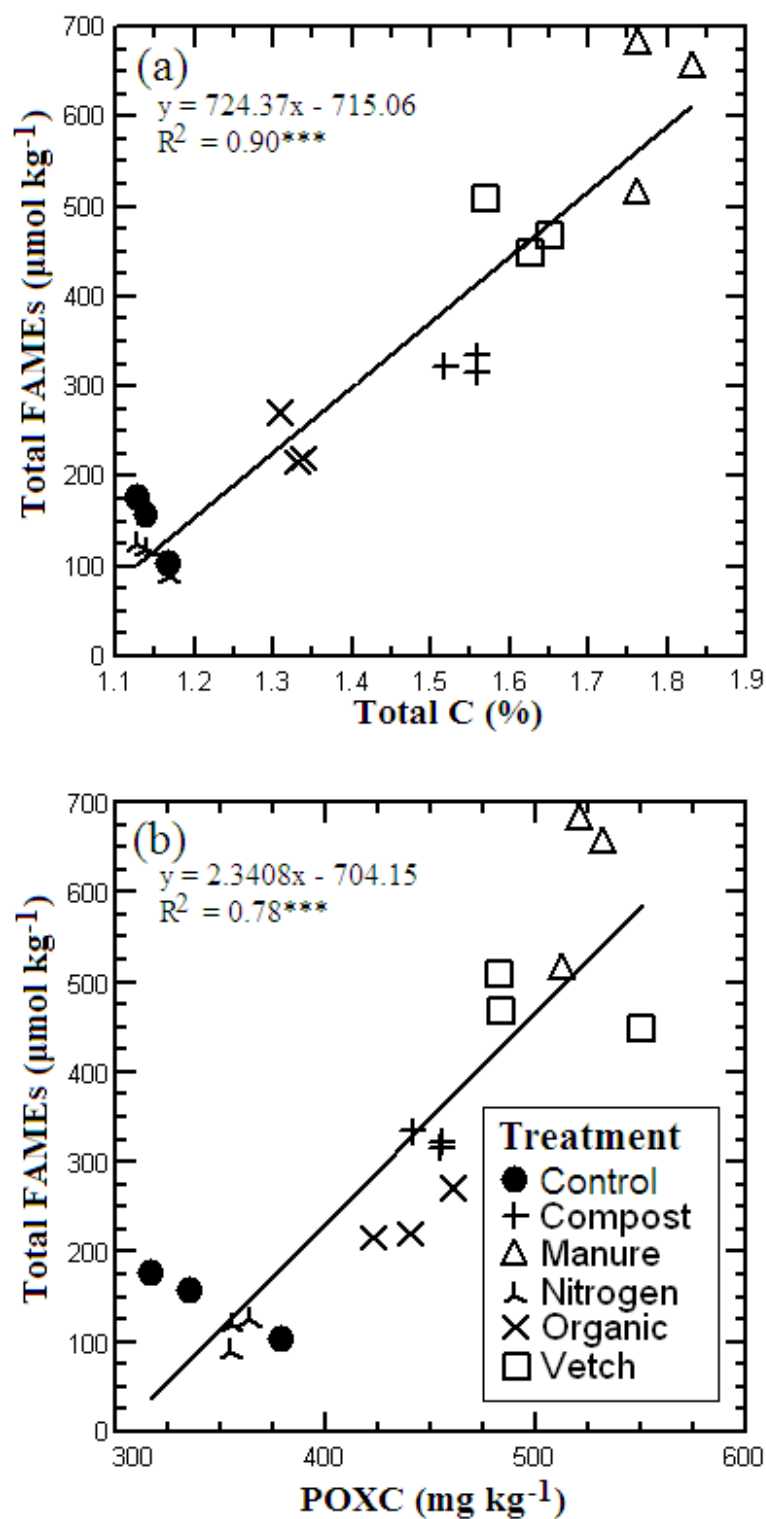 (a)
y = 724.37x - 715.06
R² = 0.90***
Total FAMEs (µmol kg⁻¹)
700
600
500
400
300
200
100
0
1.1 1.2 1.3 1.4 1.5 1.6 1.7 1.8 1.9
Total C (%)
(b)
y = 2.3408x - 704.15
R² = 0.78***
Total FAMEs (µmol kg⁻¹)
700
600
500
400
300
200
100
0
Treatment
Control
Compost
Manure
Nitrogen
Organic
Vetch
300 400 500 600
POXC (mg kg⁻¹)